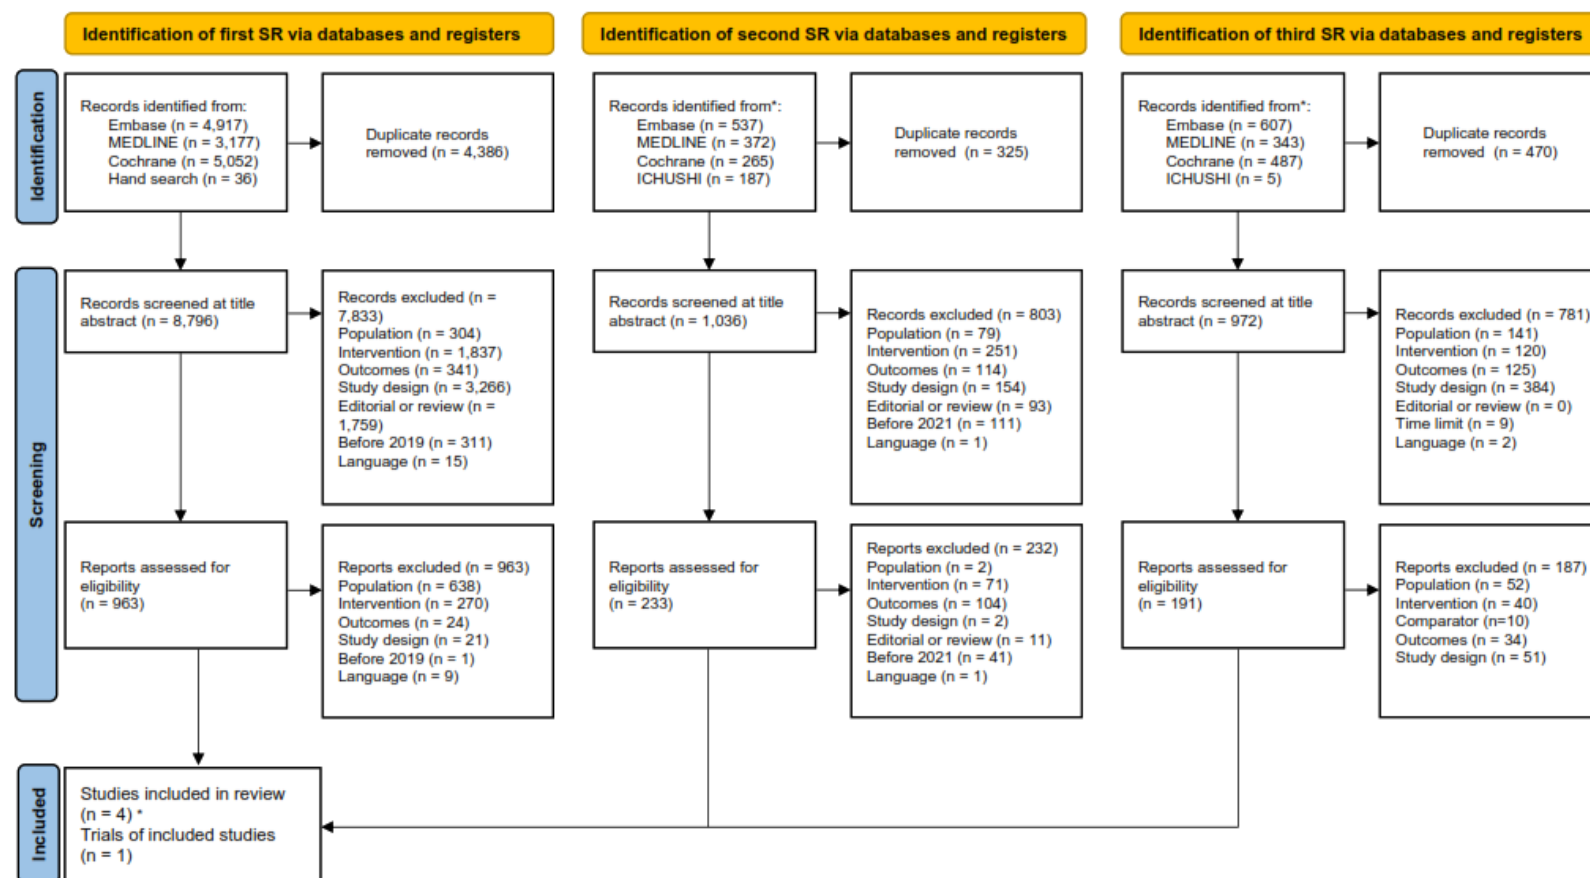 Identification of first SR via databases and registers
Identification of second SR via databases and registers
Identification of third SR via databases and registers
Identification
Records identified from:
Embase (n = 4,917)
MEDLINE (n = 3,177)
Cochrane (n = 5,052)
Hand search (n = 36)
Duplicate records
removed (n = 4,386)
Records identified from*:
Embase (n = 537)
MEDLINE (n = 372)
Cochrane (n = 265)
ICHUSHI (n = 187)
Duplicate records
removed (n = 325)
Records identified from*:
Embase (n = 607)
MEDLINE (n = 343)
Cochrane (n = 487)
ICHUSHI (n = 5)
Duplicate records
removed (n = 470)
Screening
Records screened at title
abstract (n = 8,796)
Records excluded (n =
7,833)
Population (n = 304)
Intervention (n = 1,837)
Outcomes (n = 341)
Study design (n = 3,266)
Editorial or review (n =
1,759)
Before 2019 (n = 311)
Language (n = 15)
Records screened at title
abstract (n = 1,036)
Records excluded (n = 803)
Population (n = 79)
Intervention (n = 251)
Outcomes (n = 114)
Study design (n = 154)
Editorial or review (n = 93)
Before 2021 (n = 111)
Language (n = 1)
Records screened at title
abstract (n = 972)
Records excluded (n = 781)
Population (n = 141)
Intervention (n = 120)
Outcomes (n = 125)
Study design (n = 384)
Editorial or review (n = 0)
Time limit (n = 9)
Language (n = 2)
Reports assessed for
eligibility
(n = 963)
Reports excluded (n = 963)
Population (n = 638)
Intervention (n = 270)
Outcomes (n = 24)
Study design (n = 21)
Before 2019 (n = 1)
Language (n = 9)
Reports assessed for
eligibility
(n = 233)
Reports excluded (n = 232)
Population (n = 2)
Intervention (n = 71)
Outcomes (n = 104)
Study design (n = 2)
Editorial or review (n = 11)
Before 2021 (n = 41)
Language (n = 1)
Reports assessed for
eligibility
(n = 191)
Reports excluded (n = 187)
Population (n = 52)
Intervention (n = 40)
Comparator (n=10)
Outcomes (n = 34)
Study design (n = 51)
Included
Studies included in review
(n = 4) *
Trials of included studies
(n = 1)